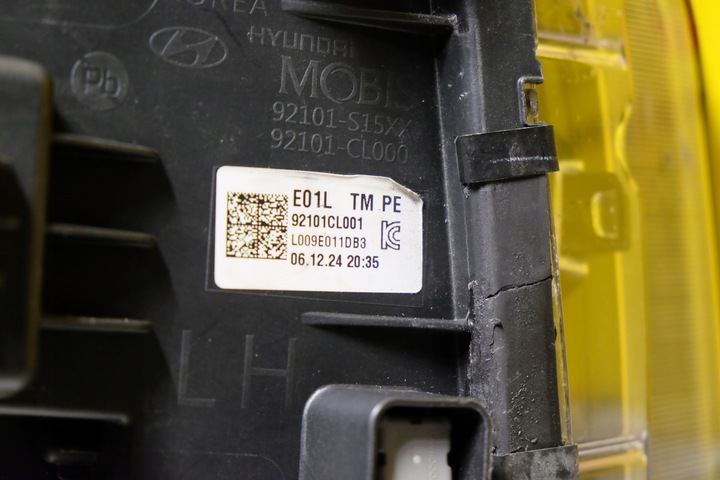 HYUNDAI
MOBIS
Pb
92101-S15XX
92101-CL000
E01L TM PE
92101CL001
L009E011DB3
06.12.24 20:35
LH